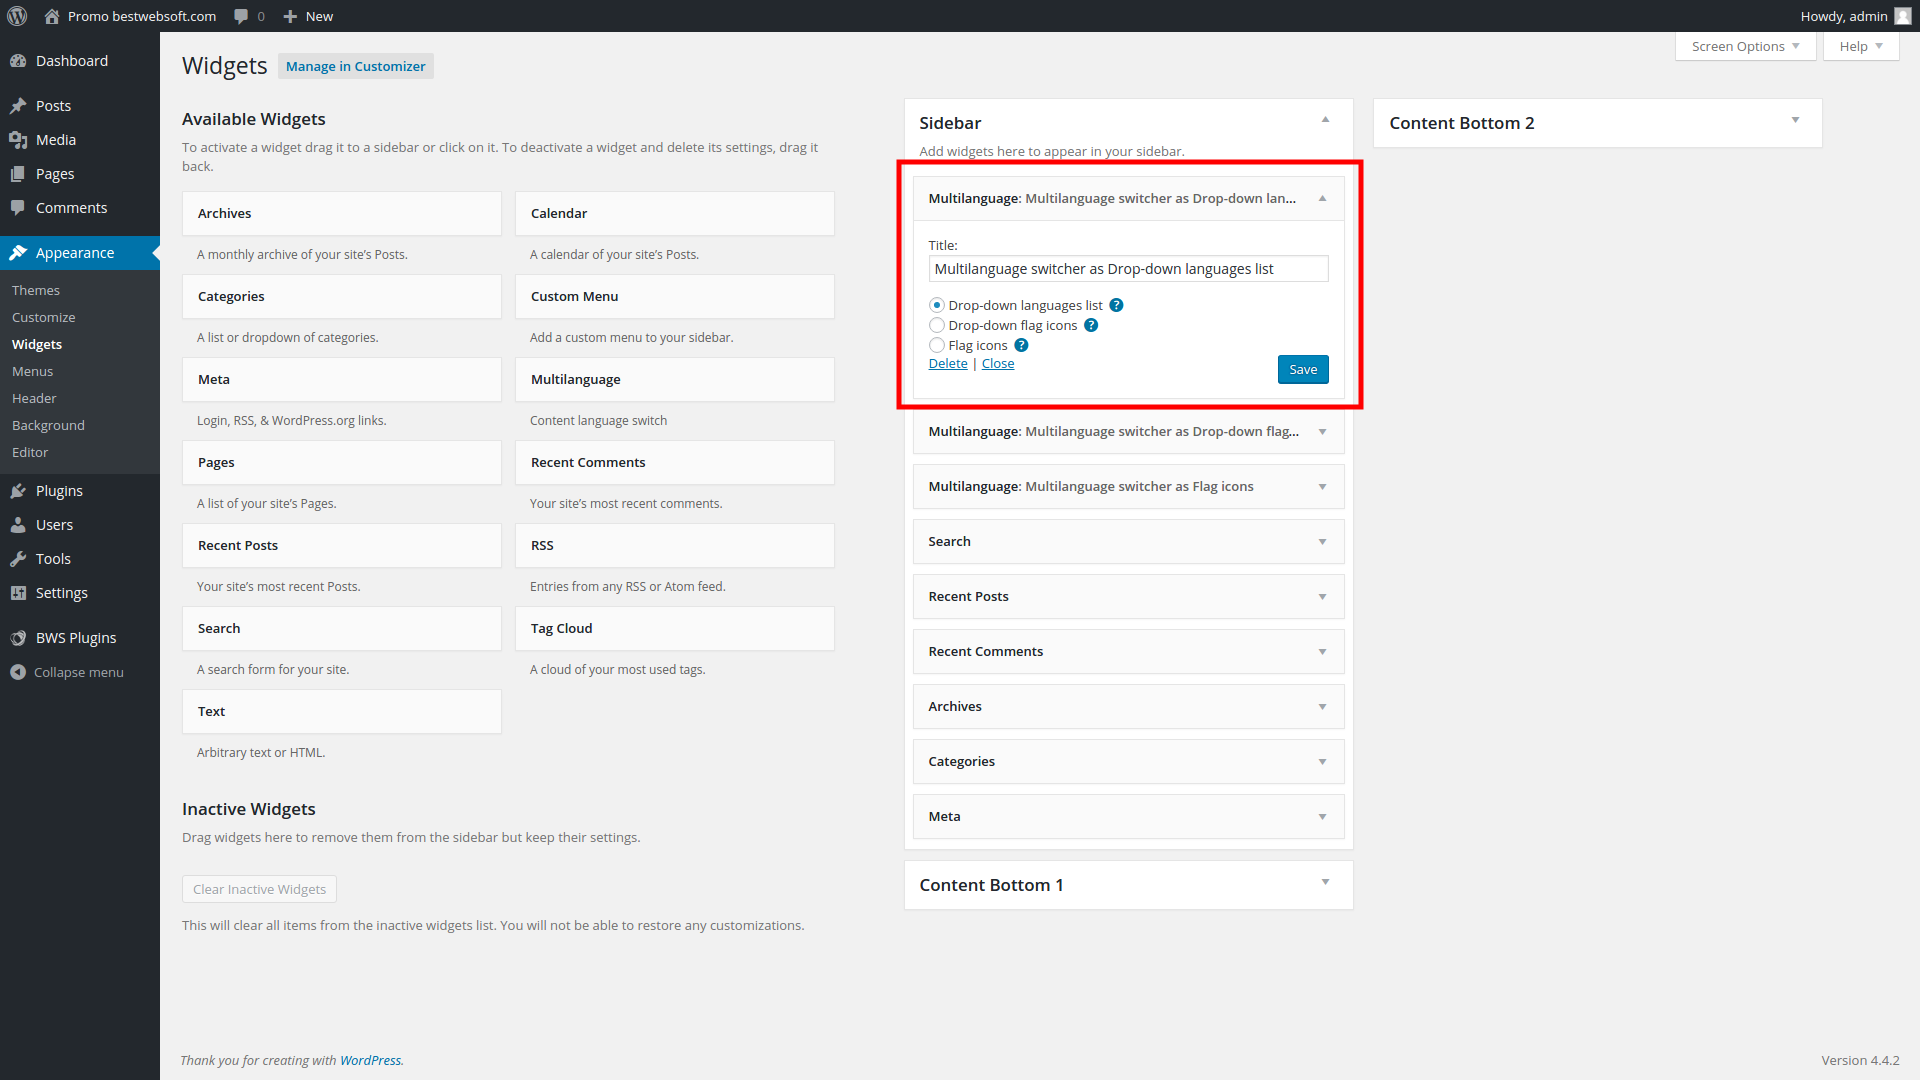 Promo bestwebsoft.com 0 New Howdy, admin
Screen Options Help
Dashboard
Posts
Media
Pages
Comments
Appearance
Themes
Customize
Widgets
Menus
Header
Background
Editor
Plugins
Users
Tools
Settings
BWS Plugins
Collapse menu
Widgets Manage in Customizer
Available Widgets
To activate a widget drag it to a sidebar or click on it. To deactivate a widget and delete its settings, drag it
back.
Archives
A monthly archive of your site’s Posts.
Calendar
A calendar of your site’s Posts.
Categories
A list or dropdown of categories.
Custom Menu
Add a custom menu to your sidebar.
Meta
Login, RSS, & WordPress.org links.
Multilanguage
Content language switch
Pages
A list of your site’s Pages.
Recent Comments
Your site’s most recent comments.
Recent Posts
Your site’s most recent Posts.
RSS
Entries from any RSS or Atom feed.
Search
A search form for your site.
Tag Cloud
A cloud of your most used tags.
Text
Arbitrary text or HTML.
Inactive Widgets
Drag widgets here to remove them from the sidebar but keep their settings.
Clear Inactive Widgets
This will clear all items from the inactive widgets list. You will not be able to restore any customizations.
Sidebar
Add widgets here to appear in your sidebar.
Multilanguage: Multilanguage switcher as Drop-down lan...
Title:
Multilanguage switcher as Drop-down languages list
Drop-down languages list ?
Drop-down flag icons ?
Flag icons ?
Delete | Close
Save
Multilanguage: Multilanguage switcher as Drop-down flag...
Multilanguage: Multilanguage switcher as Flag icons
Search
Recent Posts
Recent Comments
Archives
Categories
Meta
Content Bottom 1
Content Bottom 2
Thank you for creating with WordPress.
Version 4.4.2